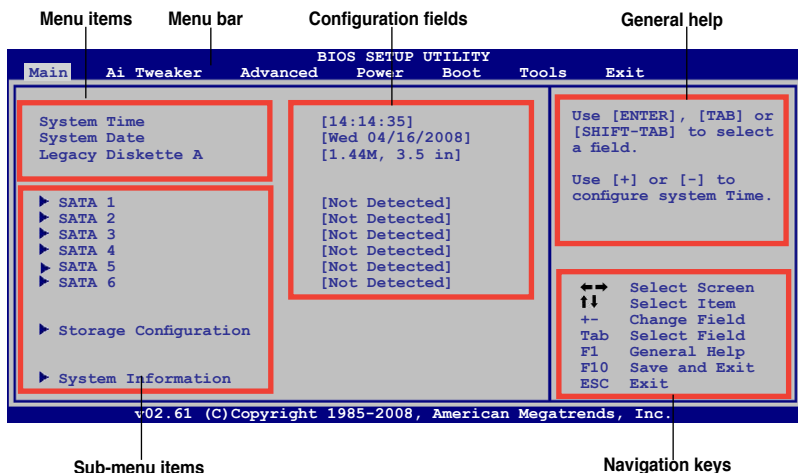 Menu items Menu bar Configuration fields General help
BIOS SETUP UTILITY
Main Ai Tweaker Advanced Power Boot Tools Exit
System Time [14:14:35]
System Date [Wed 04/16/2008]
Legacy Diskette A [1.44M, 3.5 in]
SATA 1 [Not Detected]
SATA 2 [Not Detected]
SATA 3 [Not Detected]
SATA 4 [Not Detected]
SATA 5 [Not Detected]
SATA 6 [Not Detected]
Storage Configuration
System Information
Use [ENTER], [TAB] or
[SHIFT-TAB] to select
a field.
Use [+] or [-] to
configure system Time.
←→ Select Screen
↑↓ Select Item
+- Change Field
Tab Select Field
F1 General Help
F10 Save and Exit
ESC Exit
v02.61 (C)Copyright 1985-2008, American Megatrends, Inc.
Sub-menu items Navigation keys